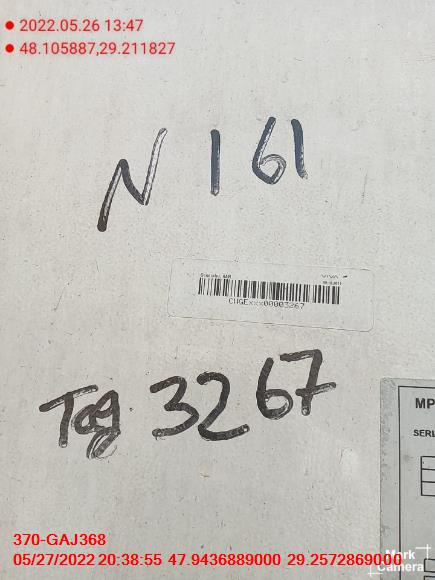 2022.05.26 13:47
48.105887,29.211827
N 161
CWGExxx00003267
Tag 3267
MP
SERI
370-GAJ368
Mark
05/27/2022 20:38:55 47.9436889000 29.2572869000
Camera